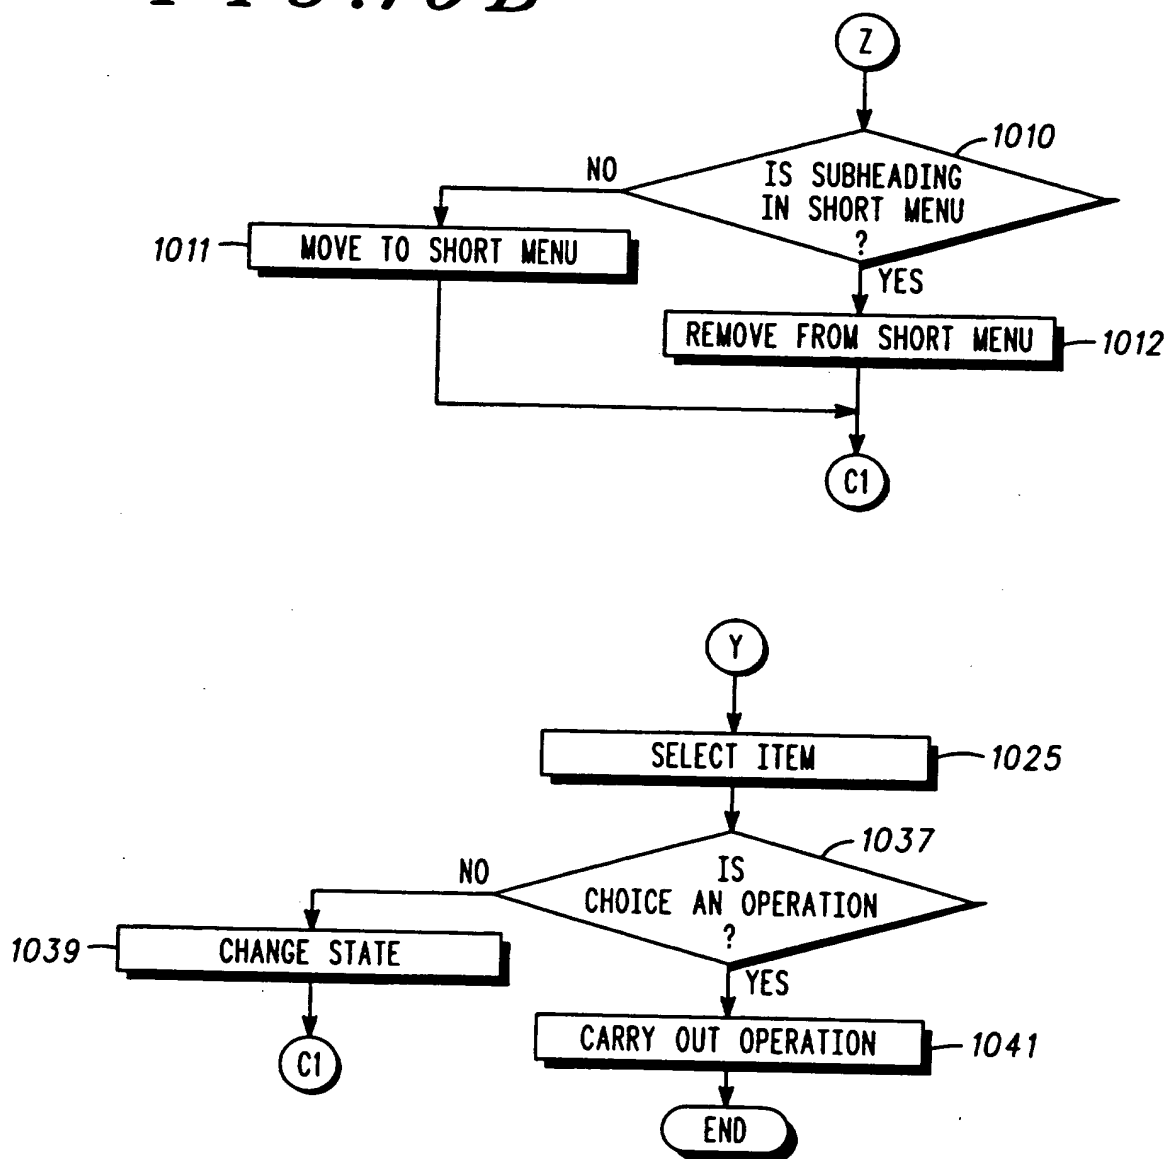 Z
1010
NO
IS SUBHEADING
IN SHORT MENU
?
1011
MOVE TO SHORT MENU
YES
REMOVE FROM SHORT MENU
1012
C1
Y
SELECT ITEM
1025
1037
NO
IS
CHOICE AN OPERATION
?
1039
CHANGE STATE
YES
C1
CARRY OUT OPERATION
1041
END